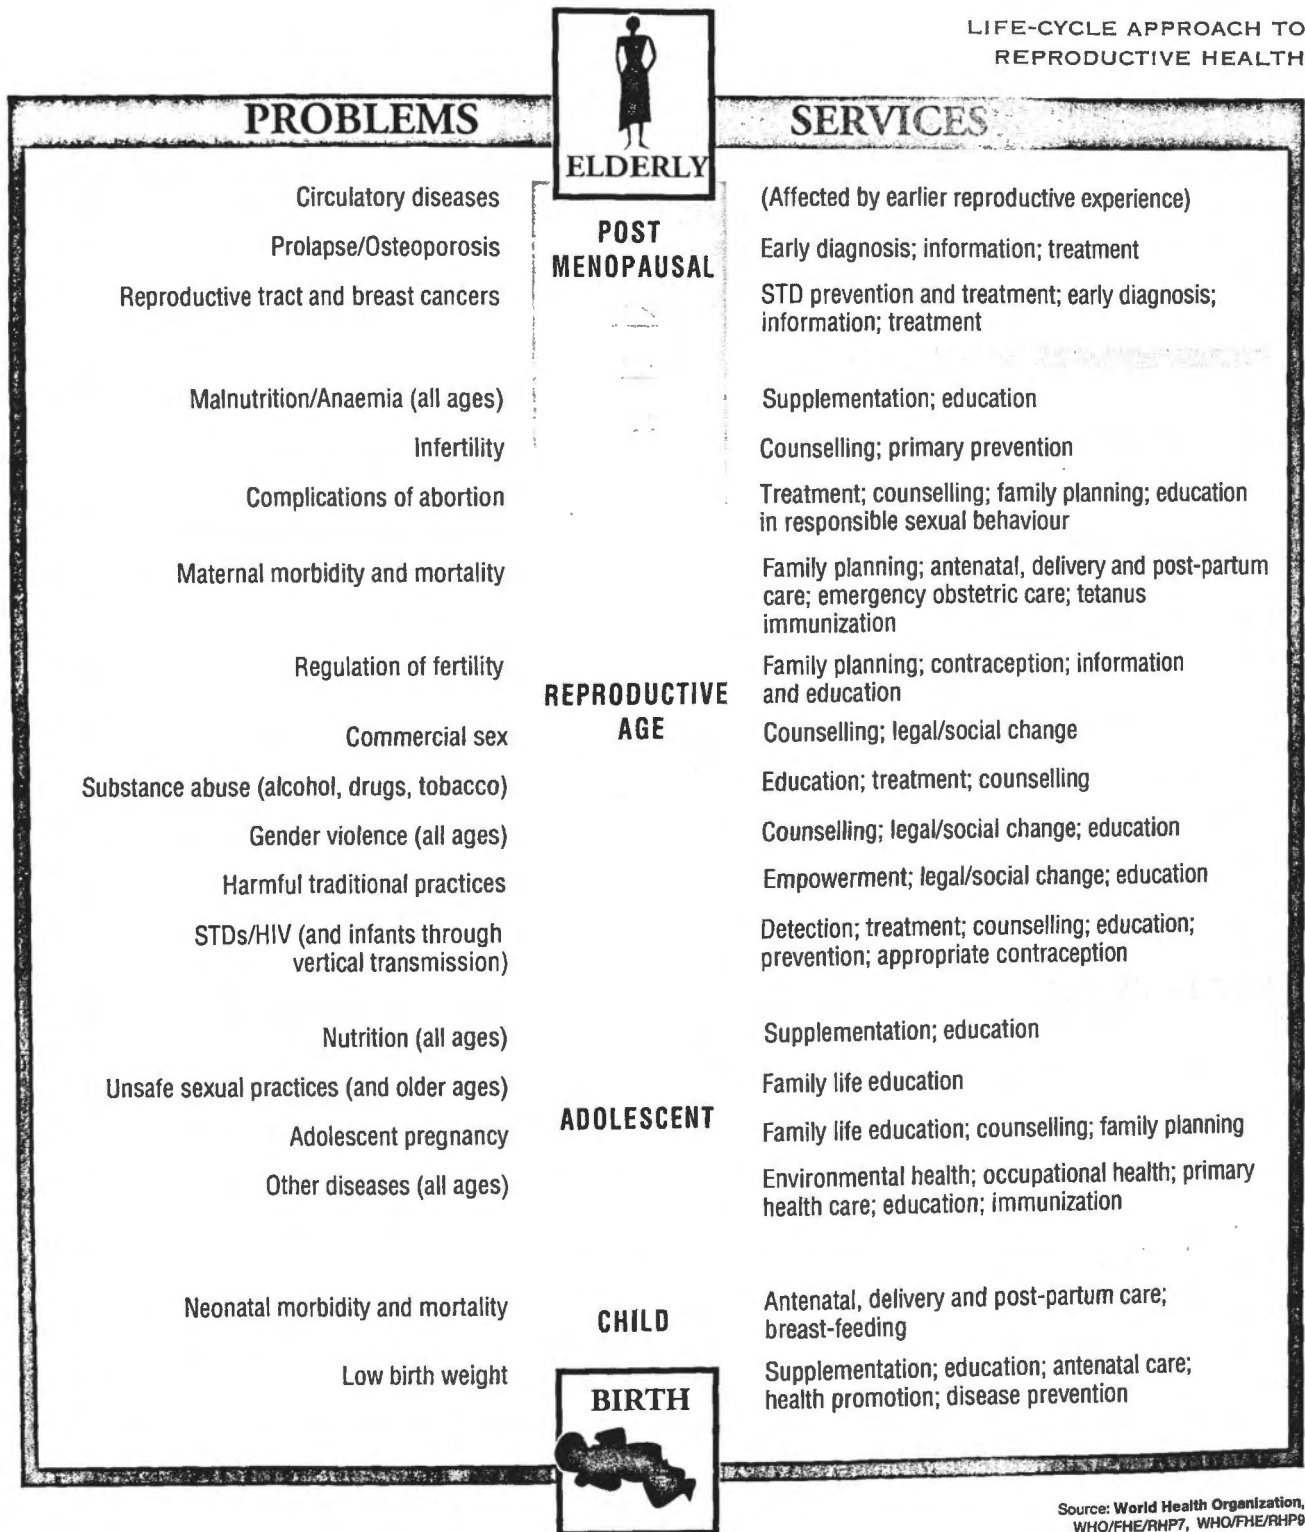 LIFE-CYCLE APPROACH TO
REPRODUCTIVE HEALTH
PROBLEMS
SERVICES
ELDERLY
Circulatory diseases
(Affected by earlier reproductive experience)
POST
MENOPAUSAL
Prolapse/Osteoporosis
Early diagnosis; information; treatment
Reproductive tract and breast cancers
STD prevention and treatment; early diagnosis;
information; treatment
Malnutrition/Anaemia (all ages)
Supplementation; education
Infertility
Counselling; primary prevention
Complications of abortion
Treatment; counselling; family planning; education
in responsible sexual behaviour
Maternal morbidity and mortality
Family planning; antenatal, delivery and post-partum
care; emergency obstetric care; tetanus
immunization
Regulation of fertility
Family planning; contraception; information
and education
REPRODUCTIVE
AGE
Commercial sex
Counselling; legal/social change
Substance abuse (alcohol, drugs, tobacco)
Education; treatment; counselling
Gender violence (all ages)
Counselling; legal/social change; education
Harmful traditional practices
Empowerment; legal/social change; education
STDs/HIV (and infants through
vertical transmission)
Detection; treatment; counselling; education;
prevention; appropriate contraception
Nutrition (all ages)
Supplementation; education
Unsafe sexual practices (and older ages)
Family life education
ADOLESCENT
Adolescent pregnancy
Family life education; counselling; family planning
Other diseases (all ages)
Environmental health; occupational health; primary
health care; education; immunization
Neonatal morbidity and mortality
CHILD
Antenatal, delivery and post-partum care;
breast-feeding
Low birth weight
Supplementation; education; antenatal care;
health promotion; disease prevention
BIRTH
Source: World Health Organization,
WHO/FHE/RHP7, WHO/FHE/RHP9